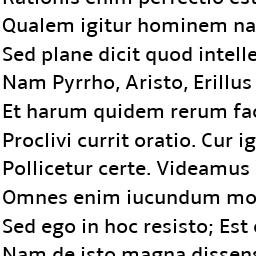 Rationis enim perfectio est
Qualem igitur hominem na
Sed plane dicit quod intelle
Nam Pyrrho, Aristo, Erillus
Et harum quidem rerum fac
Proclivi currit oratio. Cur ig
Pollicetur certe. Videamus
Omnes enim iucundum mo
Sed ego in hoc resisto; Est
Nam de isto magna dissens